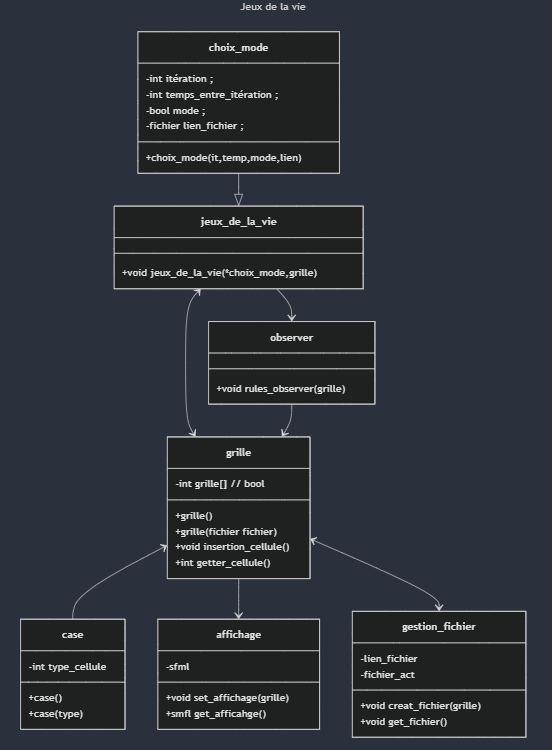 Jeux de la vie
choix_mode
-int itération ;
-int temps_entre_itération ;
-bool mode ;
-fichier lien_fichier ;
+choix_mode(it,temp,mode,lien)
jeux_de_la_vie
+void jeux_de_la_vie(*choix_mode,grille)
observer
+void rules_observer(grille)
grille
-int grille[] // bool
+grille()
+grille(fichier fichier)
+void insertion_cellule()
+int getter_cellule()
case
-int type_cellule
+case()
+case(type)
affichage
-sfml
+void set_affichage(grille)
+smfl get_afficahge()
gestion_fichier
-lien_fichier
-fichier_act
+void creat_fichier(grille)
+void get_fichier()